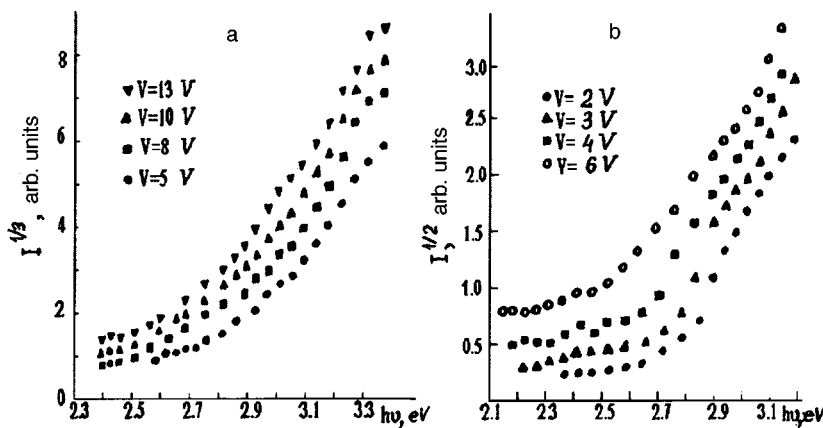 a
8
6
4
2
0
I^1/3, arb. units
▼ V=13 V
▲ V=10 V
■ V=8 V
● V=5 V
2.3 2.5 2.7 2.9 3.1 3.3 hν, eV
b
3.0
2.5
2.0
1.5
1.0
0.5
I^1/2, arb. units
● V= 2 V
▲ V= 3 V
■ V= 4 V
○ V= 6 V
2.1 2.3 2.5 2.7 2.9 3.1 hν, eV